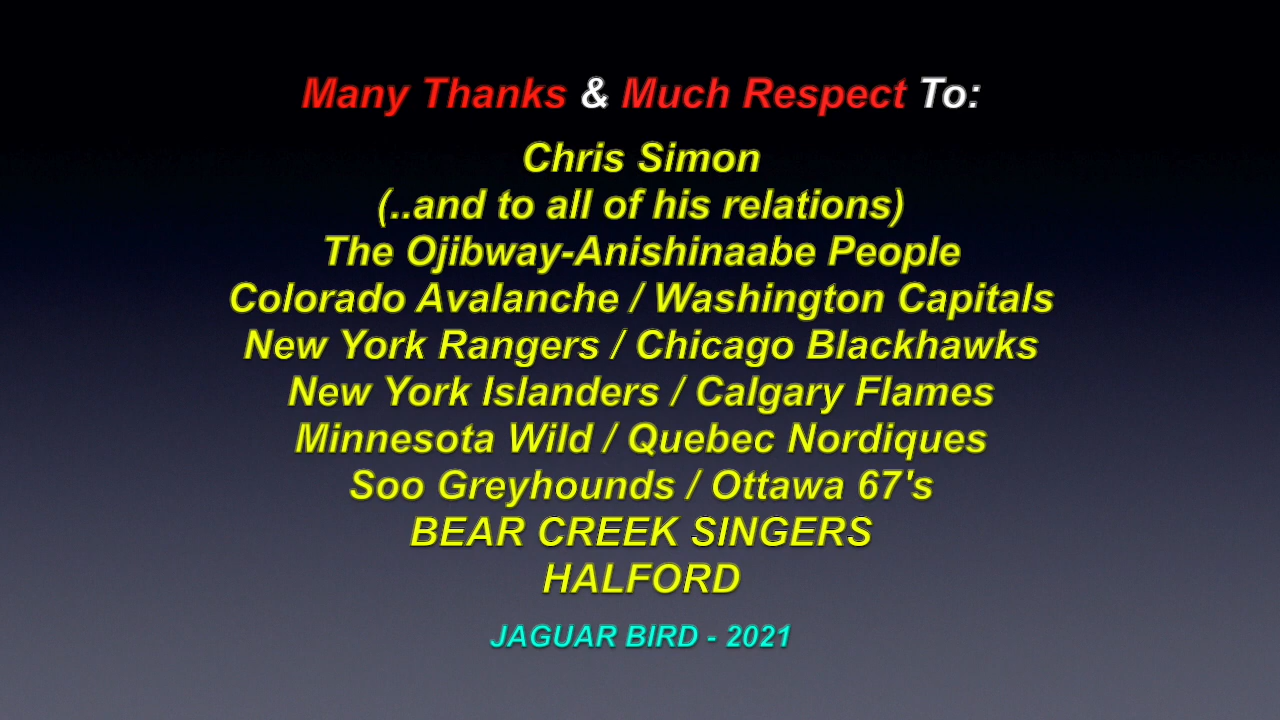 Many Thanks & Much Respect To:
Chris Simon
(..and to all of his relations)
The Ojibway-Anishinaabe People
Colorado Avalanche / Washington Capitals
New York Rangers / Chicago Blackhawks
New York Islanders / Calgary Flames
Minnesota Wild / Quebec Nordiques
Soo Greyhounds / Ottawa 67's
BEAR CREEK SINGERS
HALFORD
JAGUAR BIRD - 2021